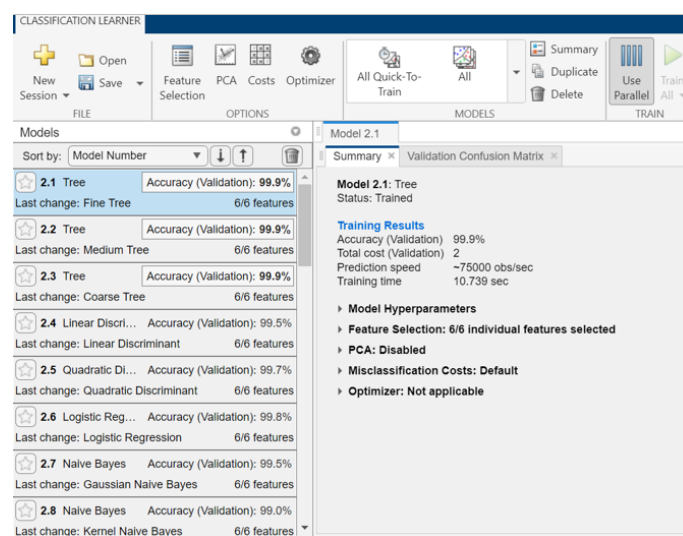 CLASSIFICATION LEARNER
New Session
Open
Save
FILE
Feature Selection
PCA
Costs
Optimizer
OPTIONS
All Quick-To-Train
All
Summary
Duplicate
Delete
MODELS
Use Parallel
Train All
TRAIN
Models
Sort by: Model Number
2.1 Tree Accuracy (Validation): 99.9%
Last change: Fine Tree 6/6 features
2.2 Tree Accuracy (Validation): 99.9%
Last change: Medium Tree 6/6 features
2.3 Tree Accuracy (Validation): 99.9%
Last change: Coarse Tree 6/6 features
2.4 Linear Discri... Accuracy (Validation): 99.5%
Last change: Linear Discriminant 6/6 features
2.5 Quadratic Di... Accuracy (Validation): 99.7%
Last change: Quadratic Discriminant 6/6 features
2.6 Logistic Reg... Accuracy (Validation): 99.8%
Last change: Logistic Regression 6/6 features
2.7 Naive Bayes Accuracy (Validation): 99.5%
Last change: Gaussian Naive Bayes 6/6 features
2.8 Naive Bayes Accuracy (Validation): 99.0%
Last change: Kernel Naive Bayes 6/6 features
Model 2.1
Summary
Validation Confusion Matrix
Model 2.1: Tree
Status: Trained
Training Results
Accuracy (Validation) 99.9%
Total cost (Validation) 2
Prediction speed ~75000 obs/sec
Training time 10.739 sec
Model Hyperparameters
Feature Selection: 6/6 individual features selected
PCA: Disabled
Misclassification Costs: Default
Optimizer: Not applicable